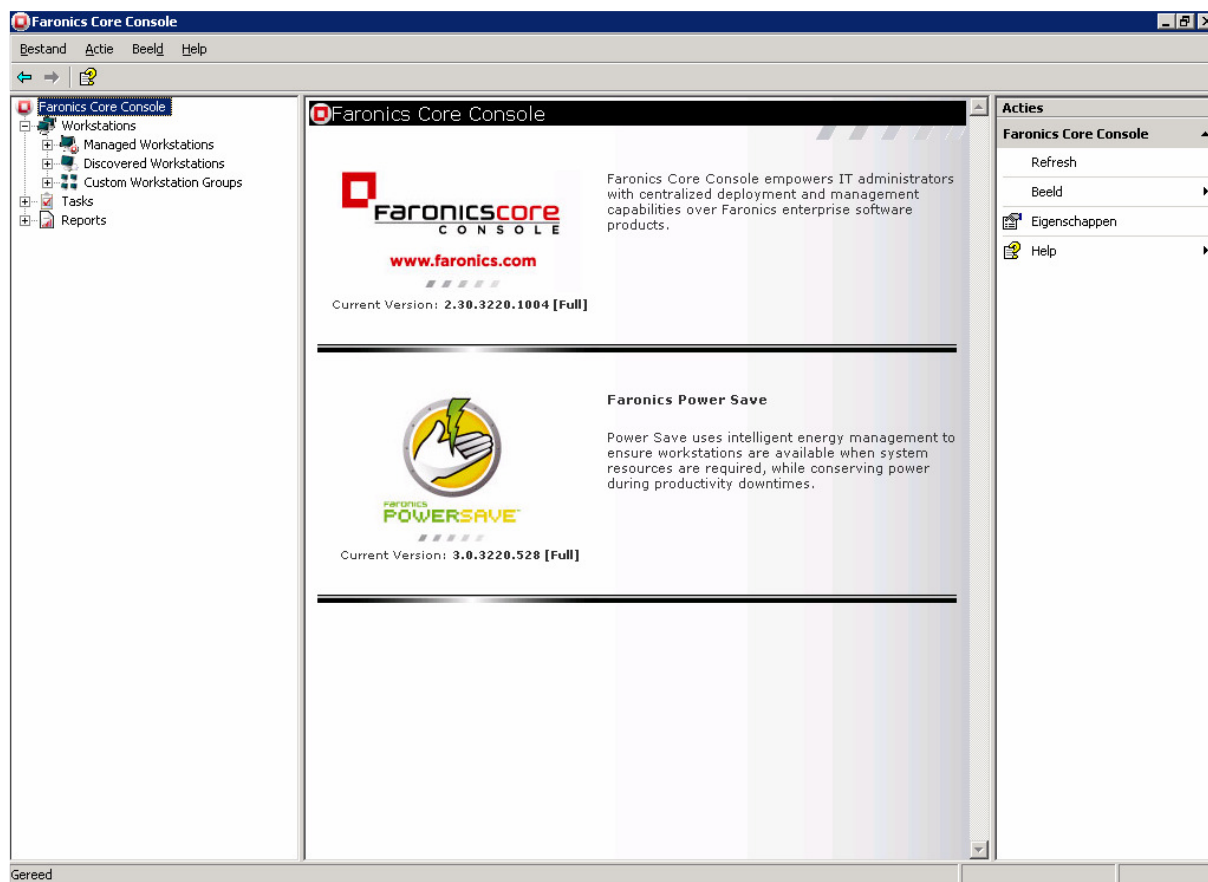 Faronics Core Console
Bestand Actie Beeld Help
Faronics Core Console
Workstations
Managed Workstations
Discovered Workstations
Custom Workstation Groups
Tasks
Reports
Faronics Core Console
FaronicsCore
CONSOLE
www.faronics.com
Current Version: 2.30.3220.1004 [Full]
Faronics Core Console empowers IT administrators
with centralized deployment and management
capabilities over Faronics enterprise software
products.
Faronics
POWERSAVE™
Current Version: 3.0.3220.528 [Full]
Faronics Power Save
Power Save uses intelligent energy management to
ensure workstations are available when system
resources are required, while conserving power
during productivity downtimes.
Acties
Faronics Core Console
Refresh
Beeld
Eigenschappen
Help
Gereed